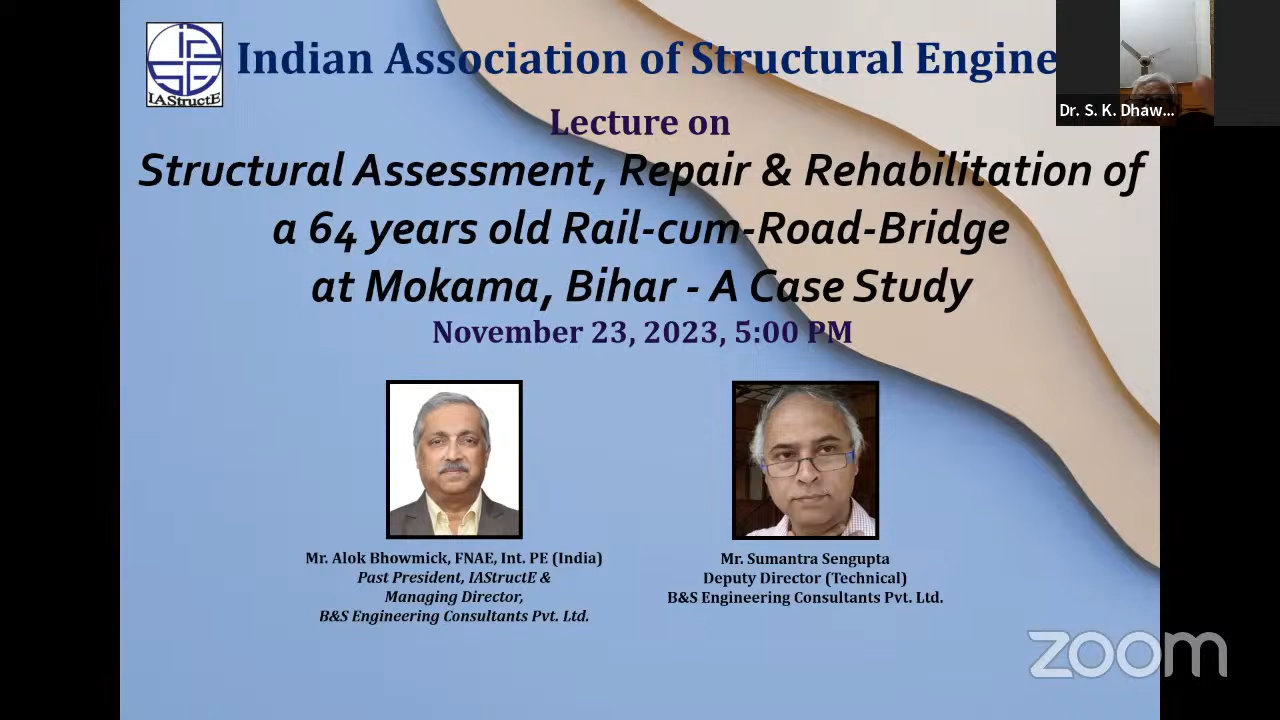 IAStructE
Indian Association of Structural Engine
Dr. S. K. Dhaw...
Lecture on
Structural Assessment, Repair & Rehabilitation of
a 64 years old Rail-cum-Road-Bridge
at Mokama, Bihar - A Case Study
November 23, 2023, 5:00 PM
Mr. Alok Bhowmick, FNAE, Int. PE (India)
Past President, IAStructE &
Managing Director,
B&S Engineering Consultants Pvt. Ltd.
Mr. Sumantra Sengupta
Deputy Director (Technical)
B&S Engineering Consultants Pvt. Ltd.
zoom